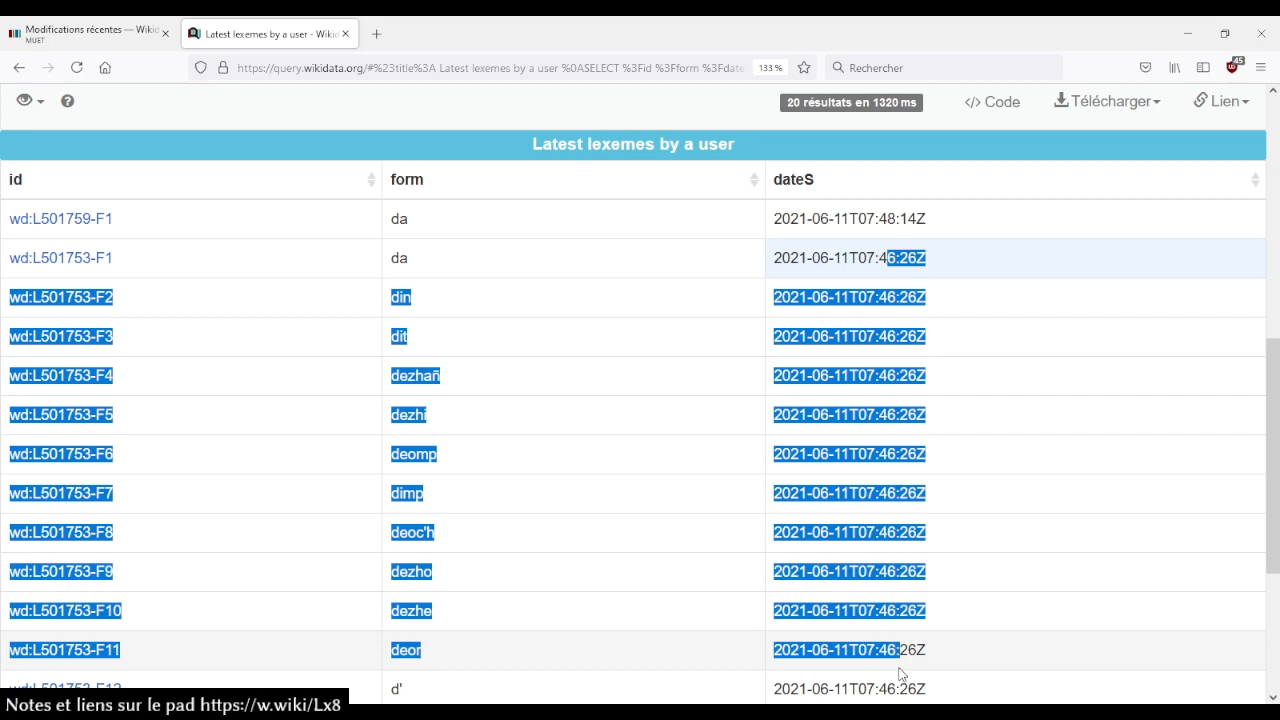 Modifications récentes — Wikid
MUET
Latest lexemes by a user - Wikid
https://query.wikidata.org/#%23title%3A Latest lexemes by a user %0ASELECT %3Fid %3Fform %3Fdate
133 %
Rechercher
45
20 résultats en 1320 ms
</> Code
Télécharger
Lien
Latest lexemes by a user
id form dateS
wd:L501759-F1 da 2021-06-11T07:48:14Z
wd:L501753-F1 da 2021-06-11T07:46:26Z
wd:L501753-F2 din 2021-06-11T07:46:26Z
wd:L501753-F3 dit 2021-06-11T07:46:26Z
wd:L501753-F4 dezhañ 2021-06-11T07:46:26Z
wd:L501753-F5 dezhi 2021-06-11T07:46:26Z
wd:L501753-F6 deomp 2021-06-11T07:46:26Z
wd:L501753-F7 dimp 2021-06-11T07:46:26Z
wd:L501753-F8 deoc'h 2021-06-11T07:46:26Z
wd:L501753-F9 dezho 2021-06-11T07:46:26Z
wd:L501753-F10 dezhe 2021-06-11T07:46:26Z
wd:L501753-F11 deor 2021-06-11T07:46:26Z
wd:L501753-F12 d' 2021-06-11T07:46:26Z
Notes et liens sur le pad https://w.wiki/Lx8